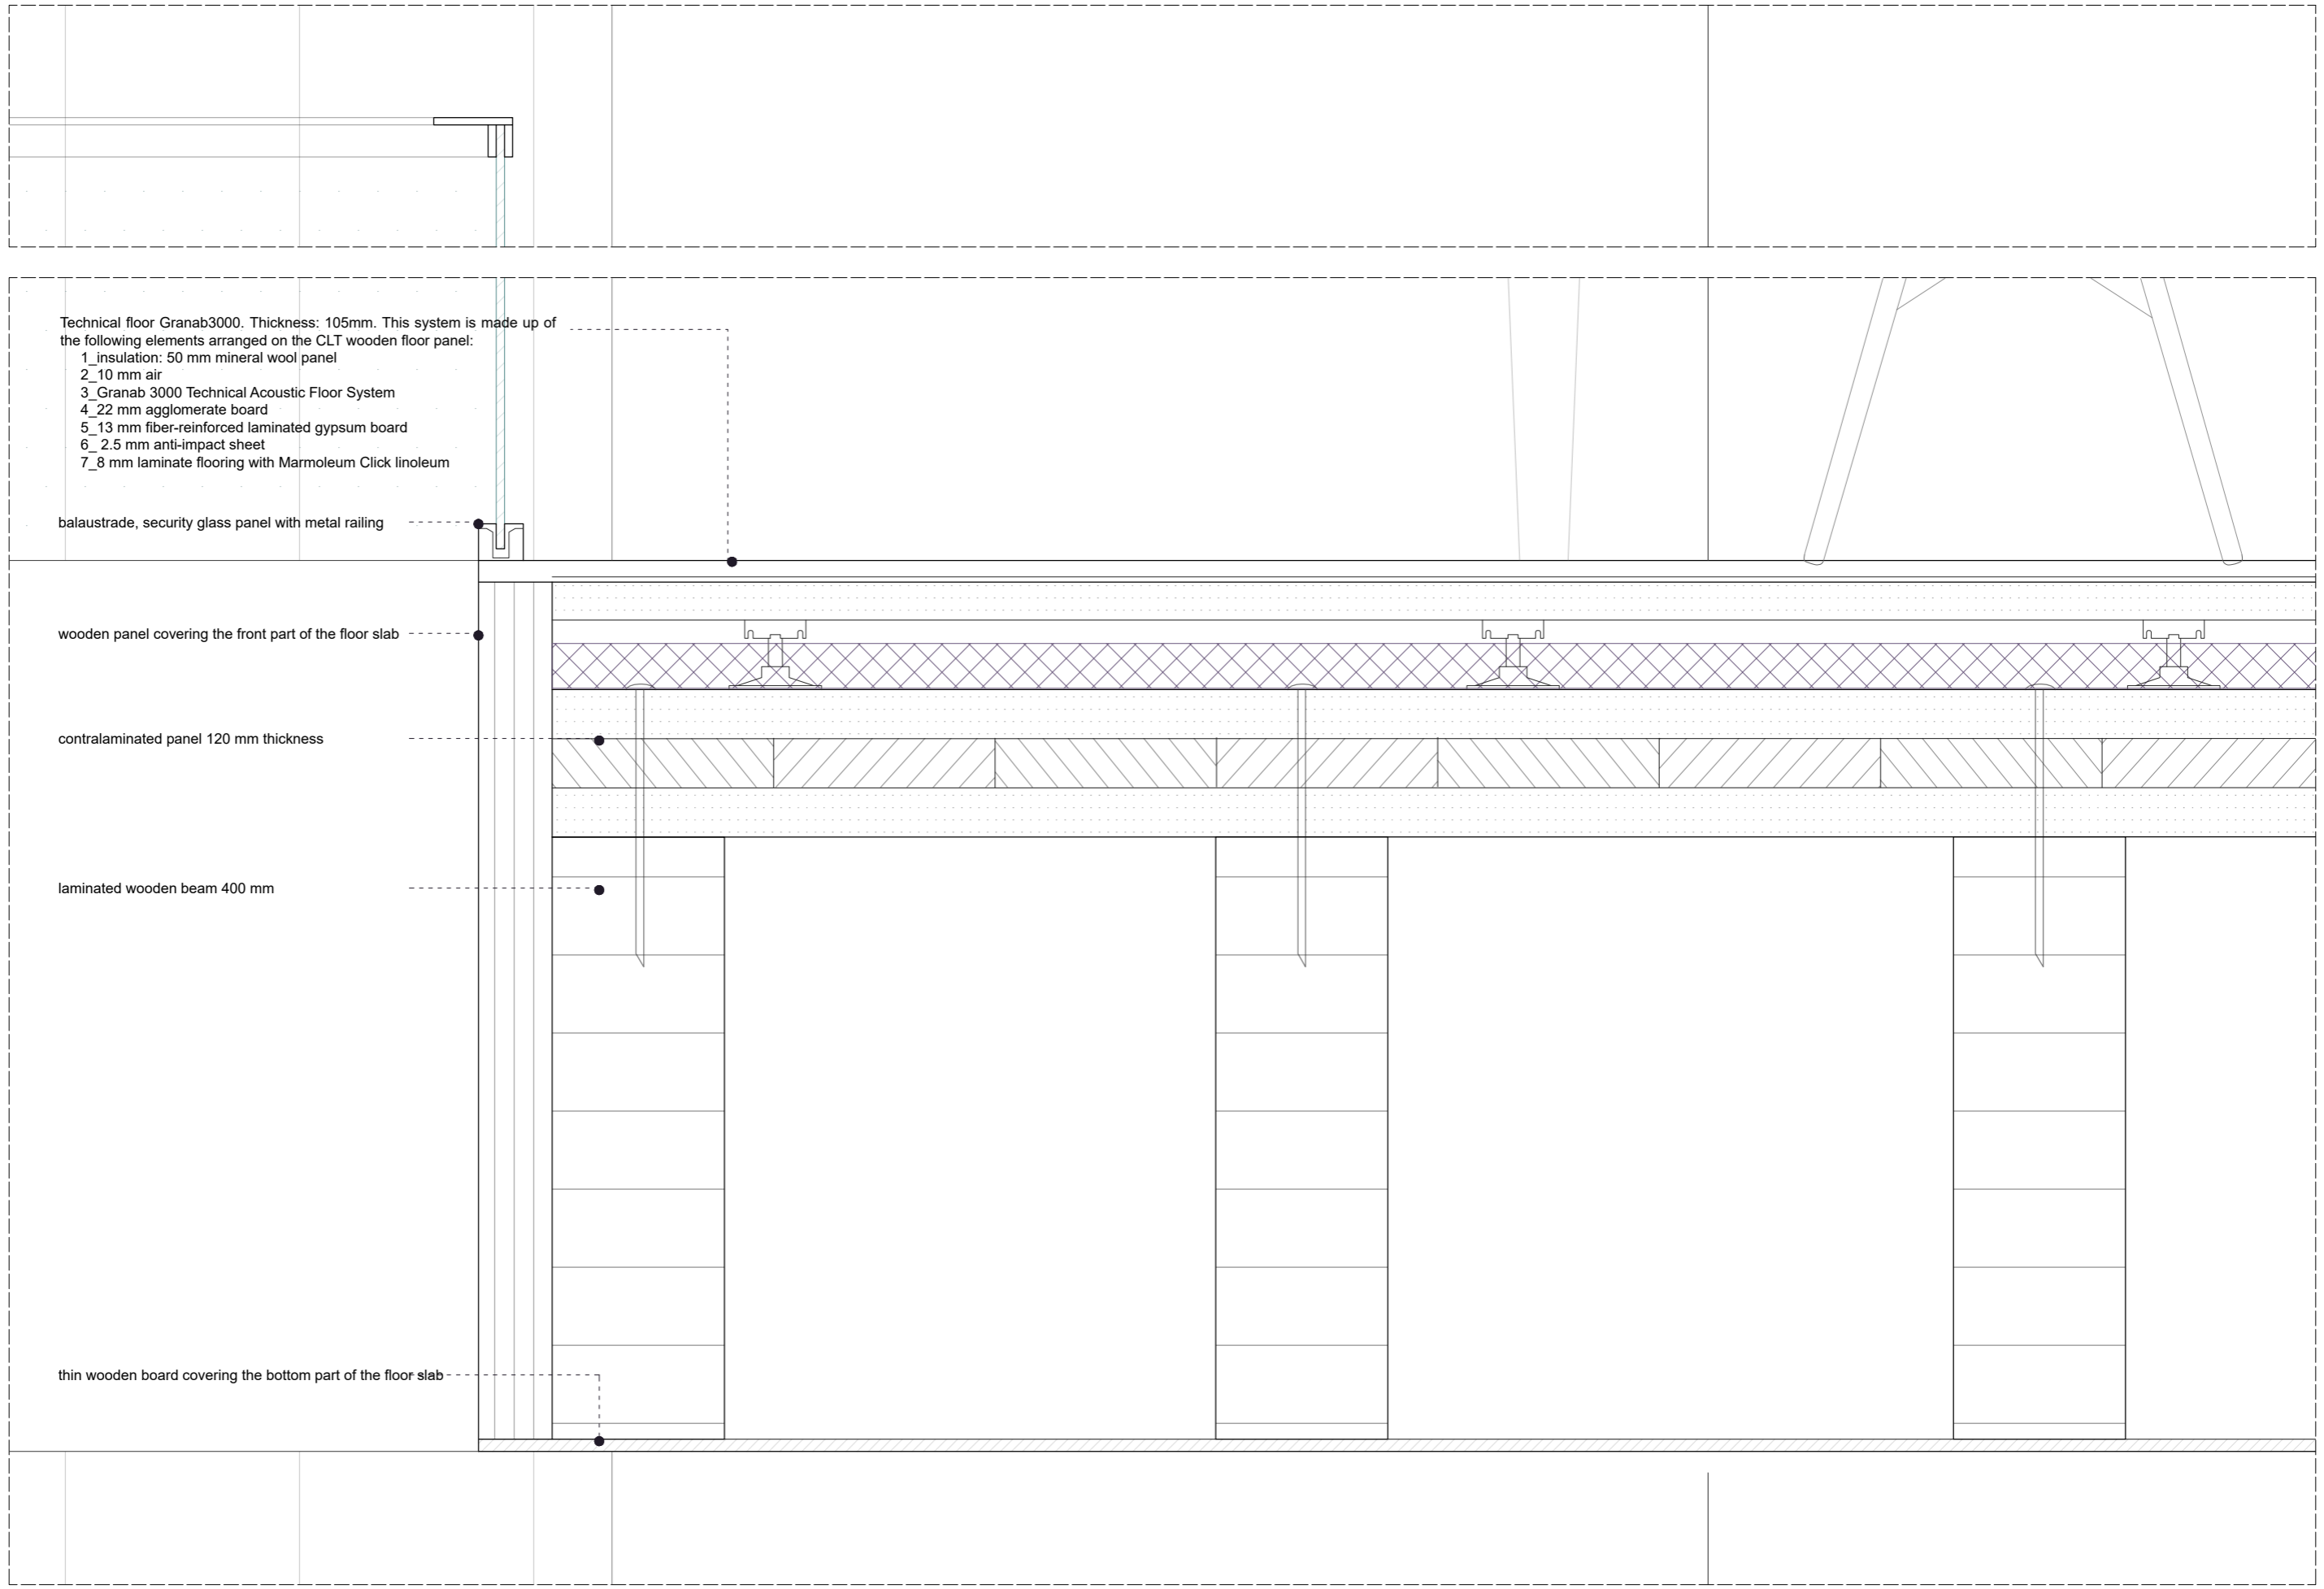 Technical floor Granab3000. Thickness: 105mm. This system is made up of
the following elements arranged on the CLT wooden floor panel:
1_insulation: 50 mm mineral wool panel
2_10 mm air
3_Granab 3000 Technical Acoustic Floor System
4_22 mm agglomerate board
5_13 mm fiber-reinforced laminated gypsum board
6_ 2.5 mm anti-impact sheet
7_8 mm laminate flooring with Marmoleum Click linoleum
balaustrade, security glass panel with metal railing
wooden panel covering the front part of the floor slab
contralaminated panel 120 mm thickness
laminated wooden beam 400 mm
thin wooden board covering the bottom part of the floor slab